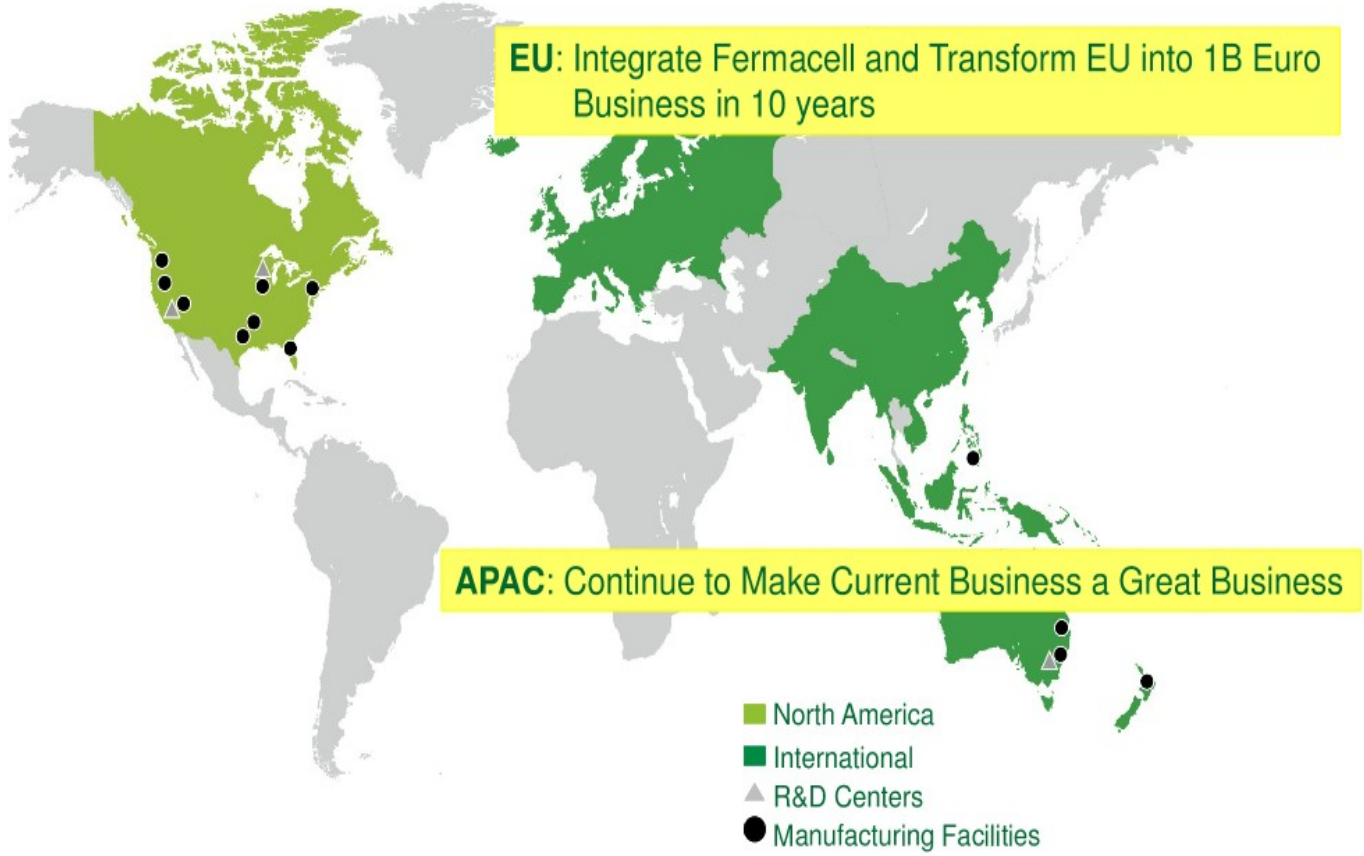 EU: Integrate Fermacell and Transform EU into 1B Euro
Business in 10 years
APAC: Continue to Make Current Business a Great Business
North America
International
R&D Centers
Manufacturing Facilities